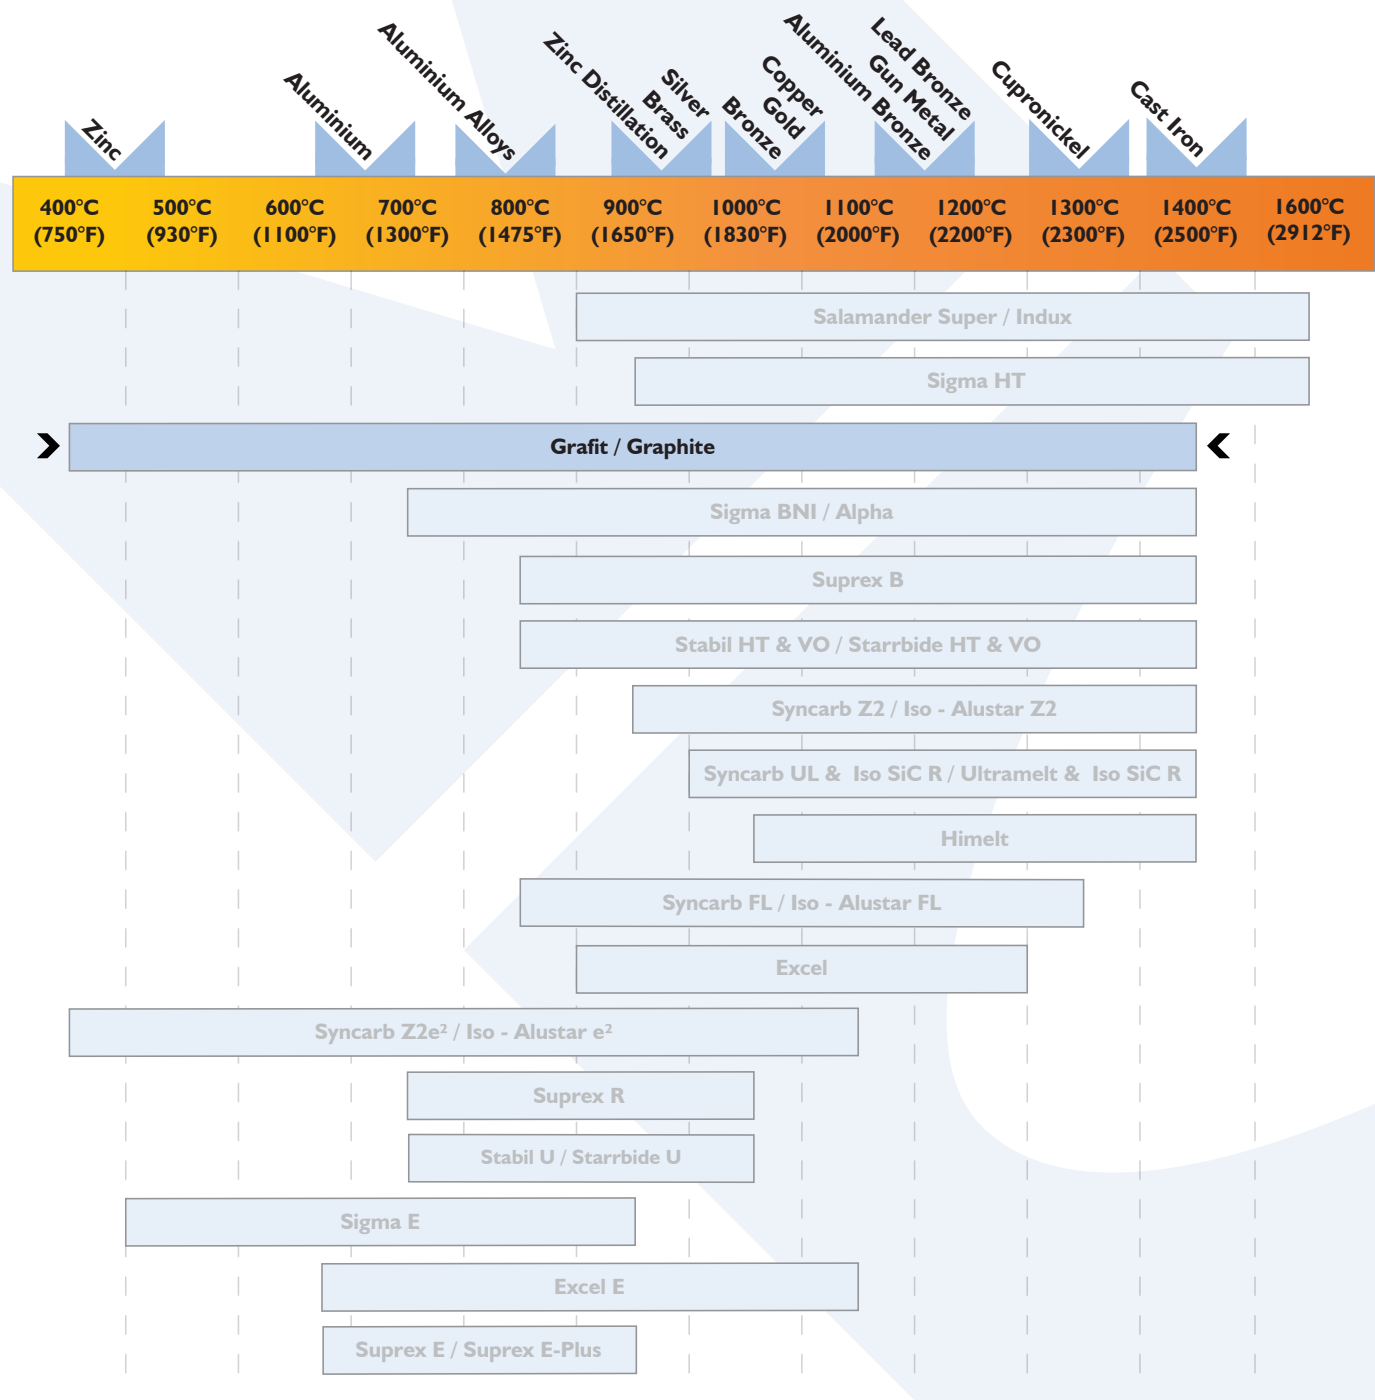 Zinc
Aluminium
Aluminium Alloys
Zinc Distillation
Silver
Brass
Copper
Gold
Bronze
Lead Bronze
Gun Metal
Aluminium Bronze
Cupronickel
Cast Iron
400°C 500°C 600°C 700°C 800°C 900°C 1000°C 1100°C 1200°C 1300°C 1400°C 1600°C
(750°F) (930°F) (1100°F) (1300°F) (1475°F) (1650°F) (1830°F) (2000°F) (2200°F) (2300°F) (2500°F) (2912°F)
Salamander Super / Indux
Sigma HT
Grafit / Graphite
Sigma BNI / Alpha
Suprex B
Stabil HT & VO / Starrbide HT & VO
Syncarb Z2 / Iso - Alustar Z2
Syncarb UL & Iso SiC R / Ultramelt & Iso SiC R
Himelt
Syncarb FL / Iso - Alustar FL
Excel
Syncarb Z2e² / Iso - Alustar e²
Suprex R
Stabil U / Starrbide U
Sigma E
Excel E
Suprex E / Suprex E-Plus